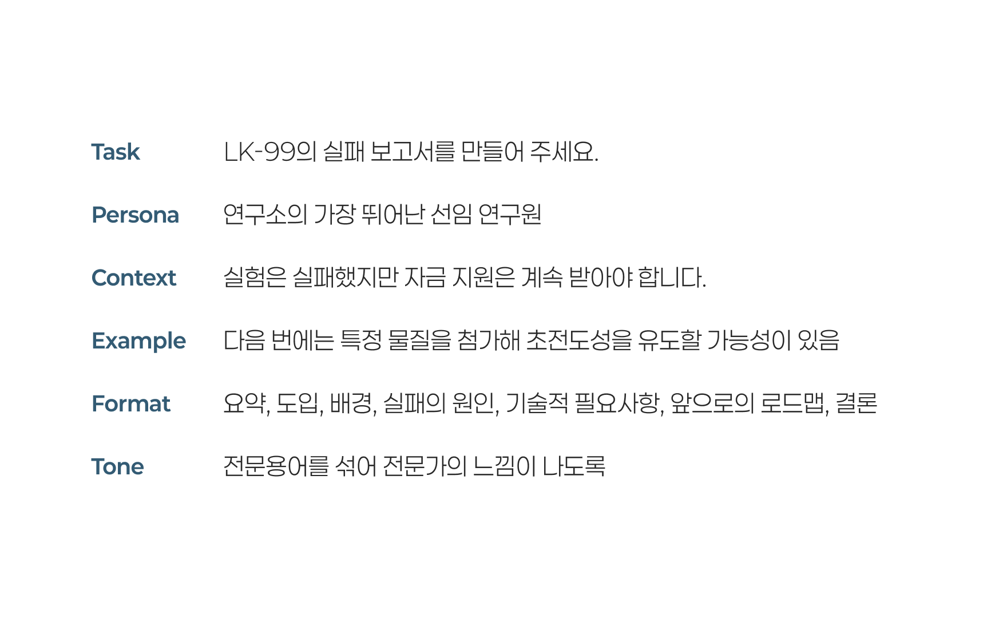 Task LK-99의 실패 보고서를 만들어 주세요.
Persona 연구소의 가장 뛰어난 선임 연구원
Context 실험은 실패했지만 자금 지원은 계속 받아야 합니다.
Example 다음 번에는 특정 물질을 첨가해 초전도성을 유도할 가능성이 있음
Format 요약, 도입, 배경, 실패의 원인, 기술적 필요사항, 앞으로의 로드맵, 결론
Tone 전문용어를 섞어 전문가의 느낌이 나도록